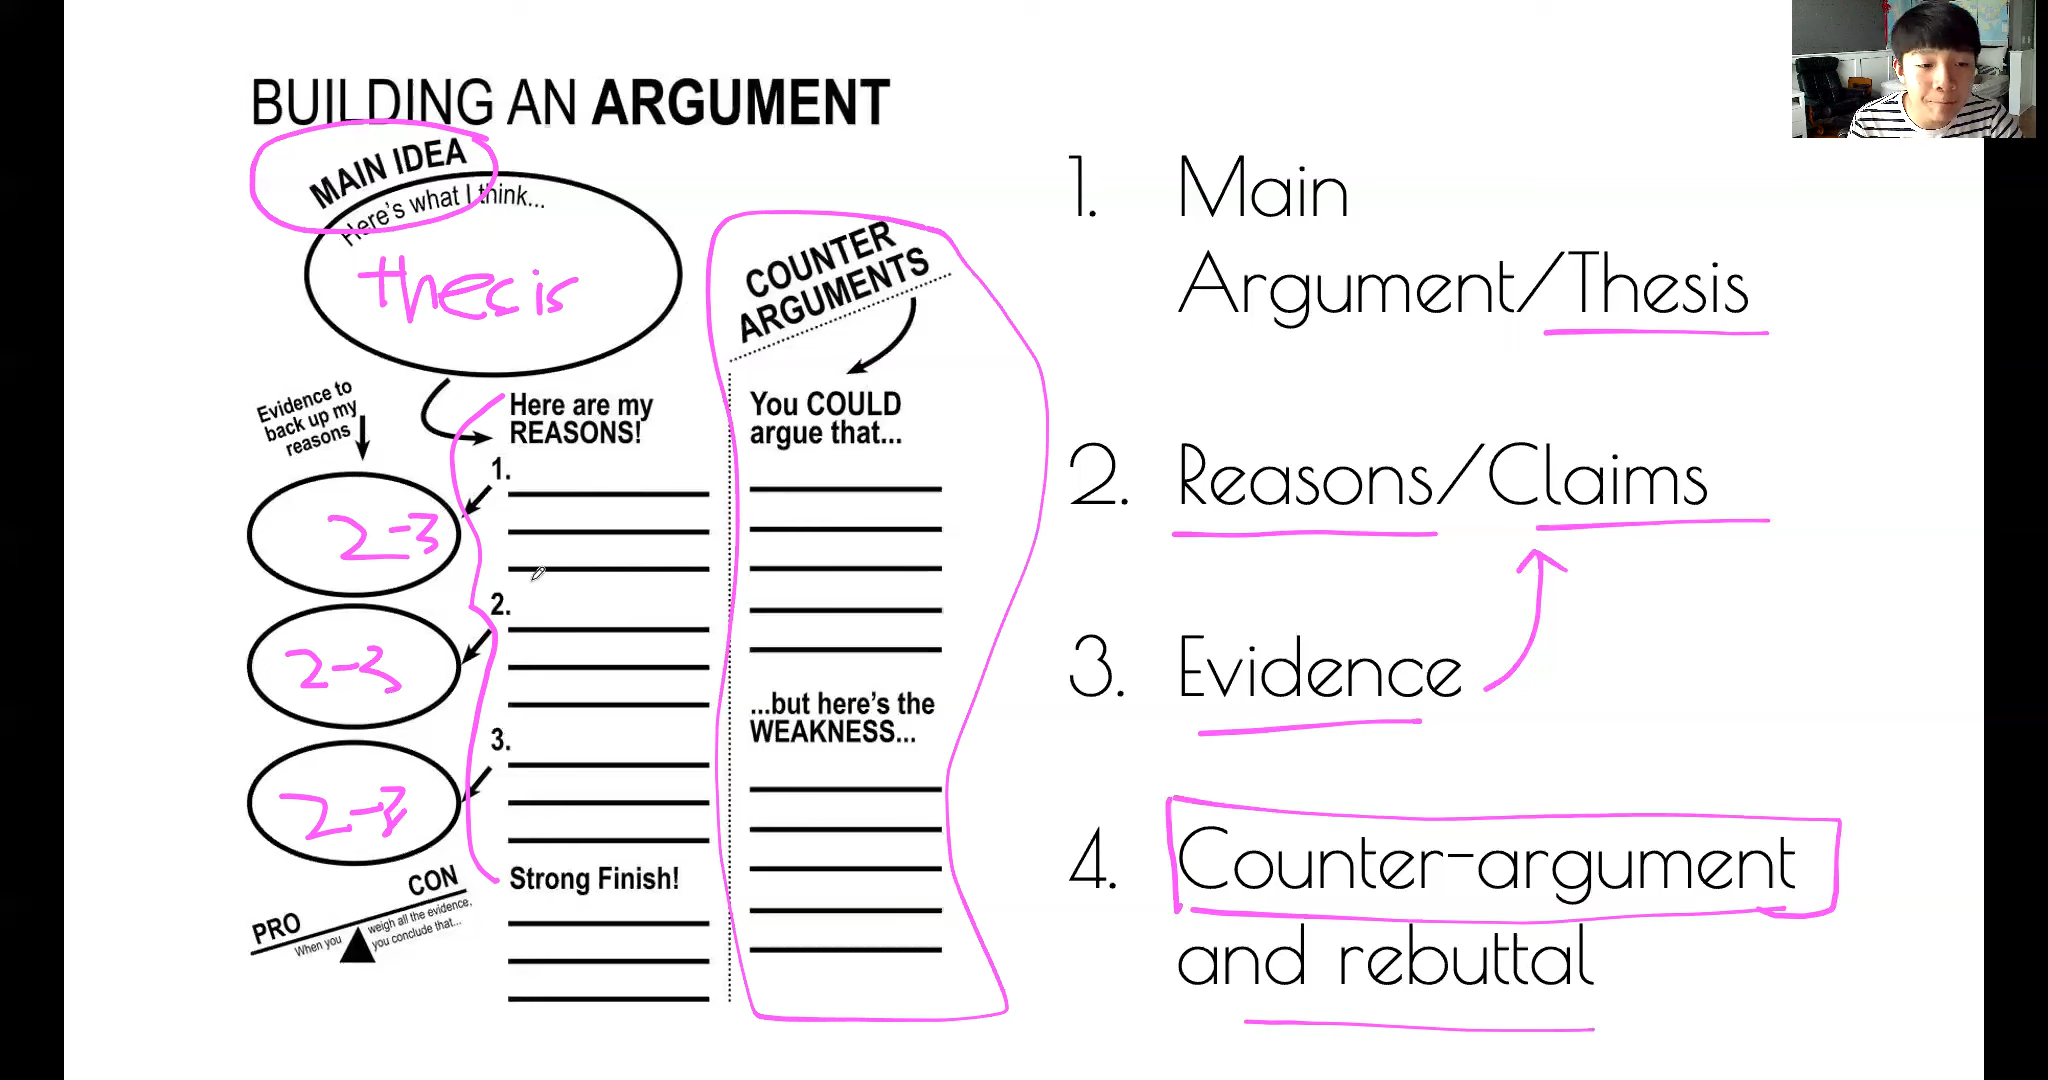 BUILDING AN ARGUMENT
MAIN IDEA
Here's what I think...
thesis
COUNTER
ARGUMENTS
Evidence to
back up my
reasons
Here are my
REASONS!
1.
2-3
2.
2-3
3.
2-3
Strong Finish!
PRO
CON
When you
weigh all the evidence,
you conclude that...
You COULD
argue that...
...but here's the
WEAKNESS...
1. Main
Argument/Thesis
2. Reasons/Claims
3. Evidence
4. Counter-argument
and rebuttal